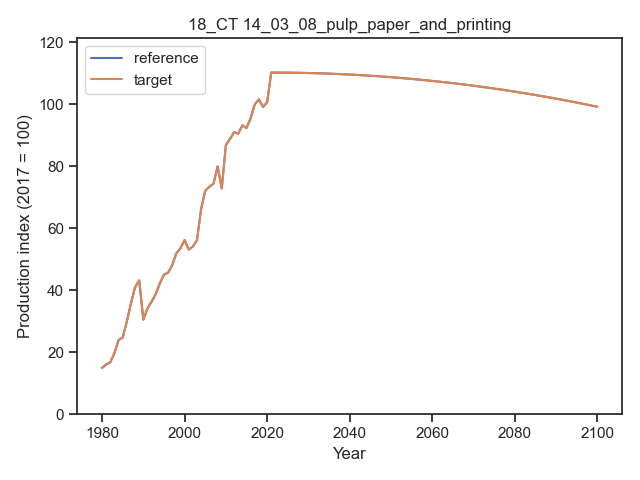 18_CT 14_03_08_pulp_paper_and_printing
reference
target
Production index (2017 = 100)
120
100
80
60
40
20
0
1980 2000 2020 2040 2060 2080 2100
Year